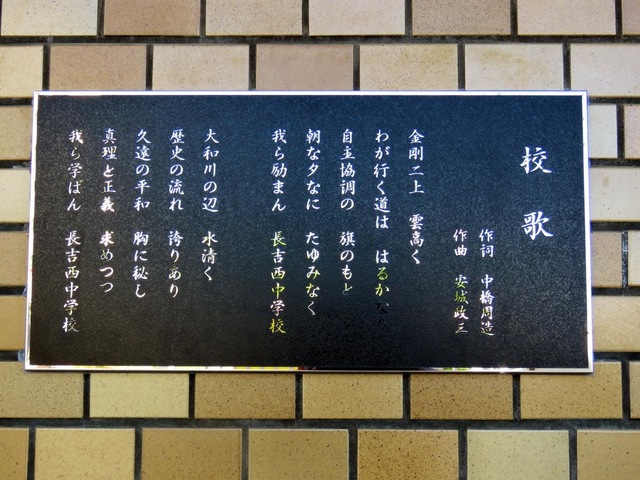 校歌
作詞 中橋周造
作曲 安城政三
金剛二上 雲高く
わが行く道は はるかなり
自主協調の 旗のもと
朝な夕なに たゆみなく
我ら励まん 長吉西中学校
大和川の辺 水清く
歴史の流れ 誇りあり
久遠の平和 胸に秘し
真理と正義 求めつつ
我ら学ばん 長吉西中学校